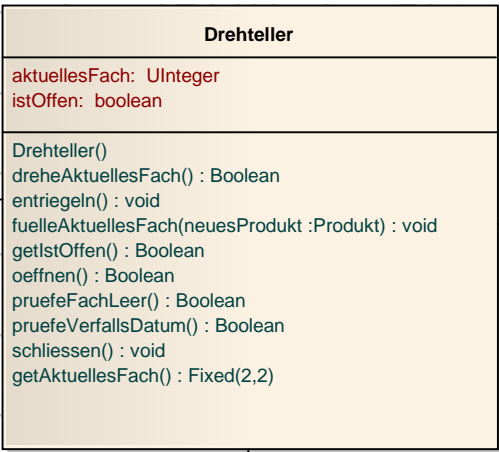 Drehteller
aktuellesFach: UInteger
istOffen: boolean
Drehteller()
dreheAktuellesFach() : Boolean
entriegeln() : void
fuelleAktuellesFach(neuesProdukt :Produkt) : void
getIstOffen() : Boolean
oeffnen() : Boolean
pruefeFachLeer() : Boolean
pruefeVerfallsDatum() : Boolean
schliessen() : void
getAktuellesFach() : Fixed(2,2)